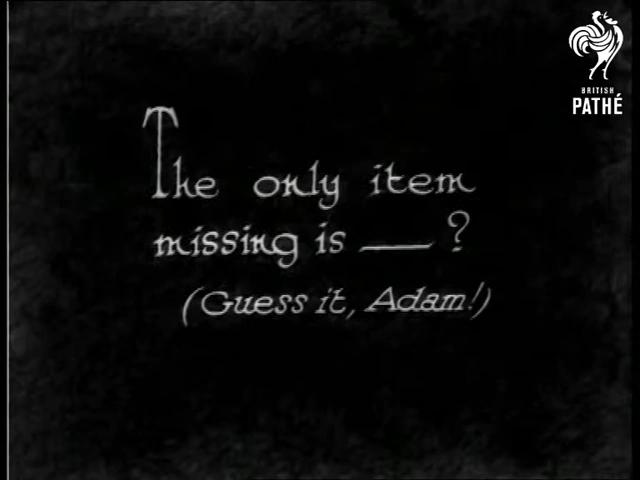 BRITISH
PATHÉ
The only item
missing is —— ?
(Guess it, Adam!)